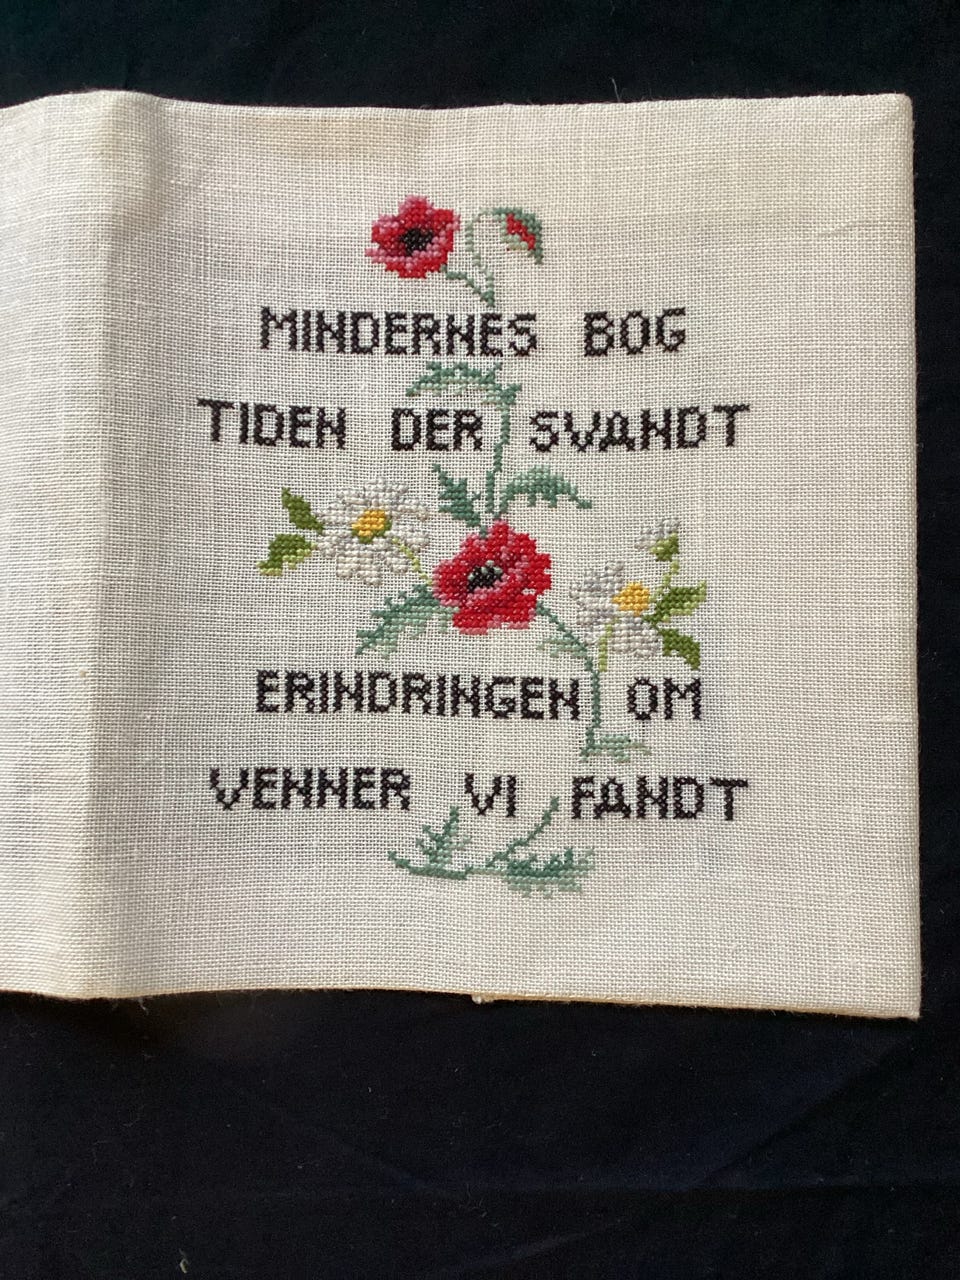 MINDERNES BOG
TIDEN DER SVANDT
ERINDRINGEN OM
VENNER VI FANDT